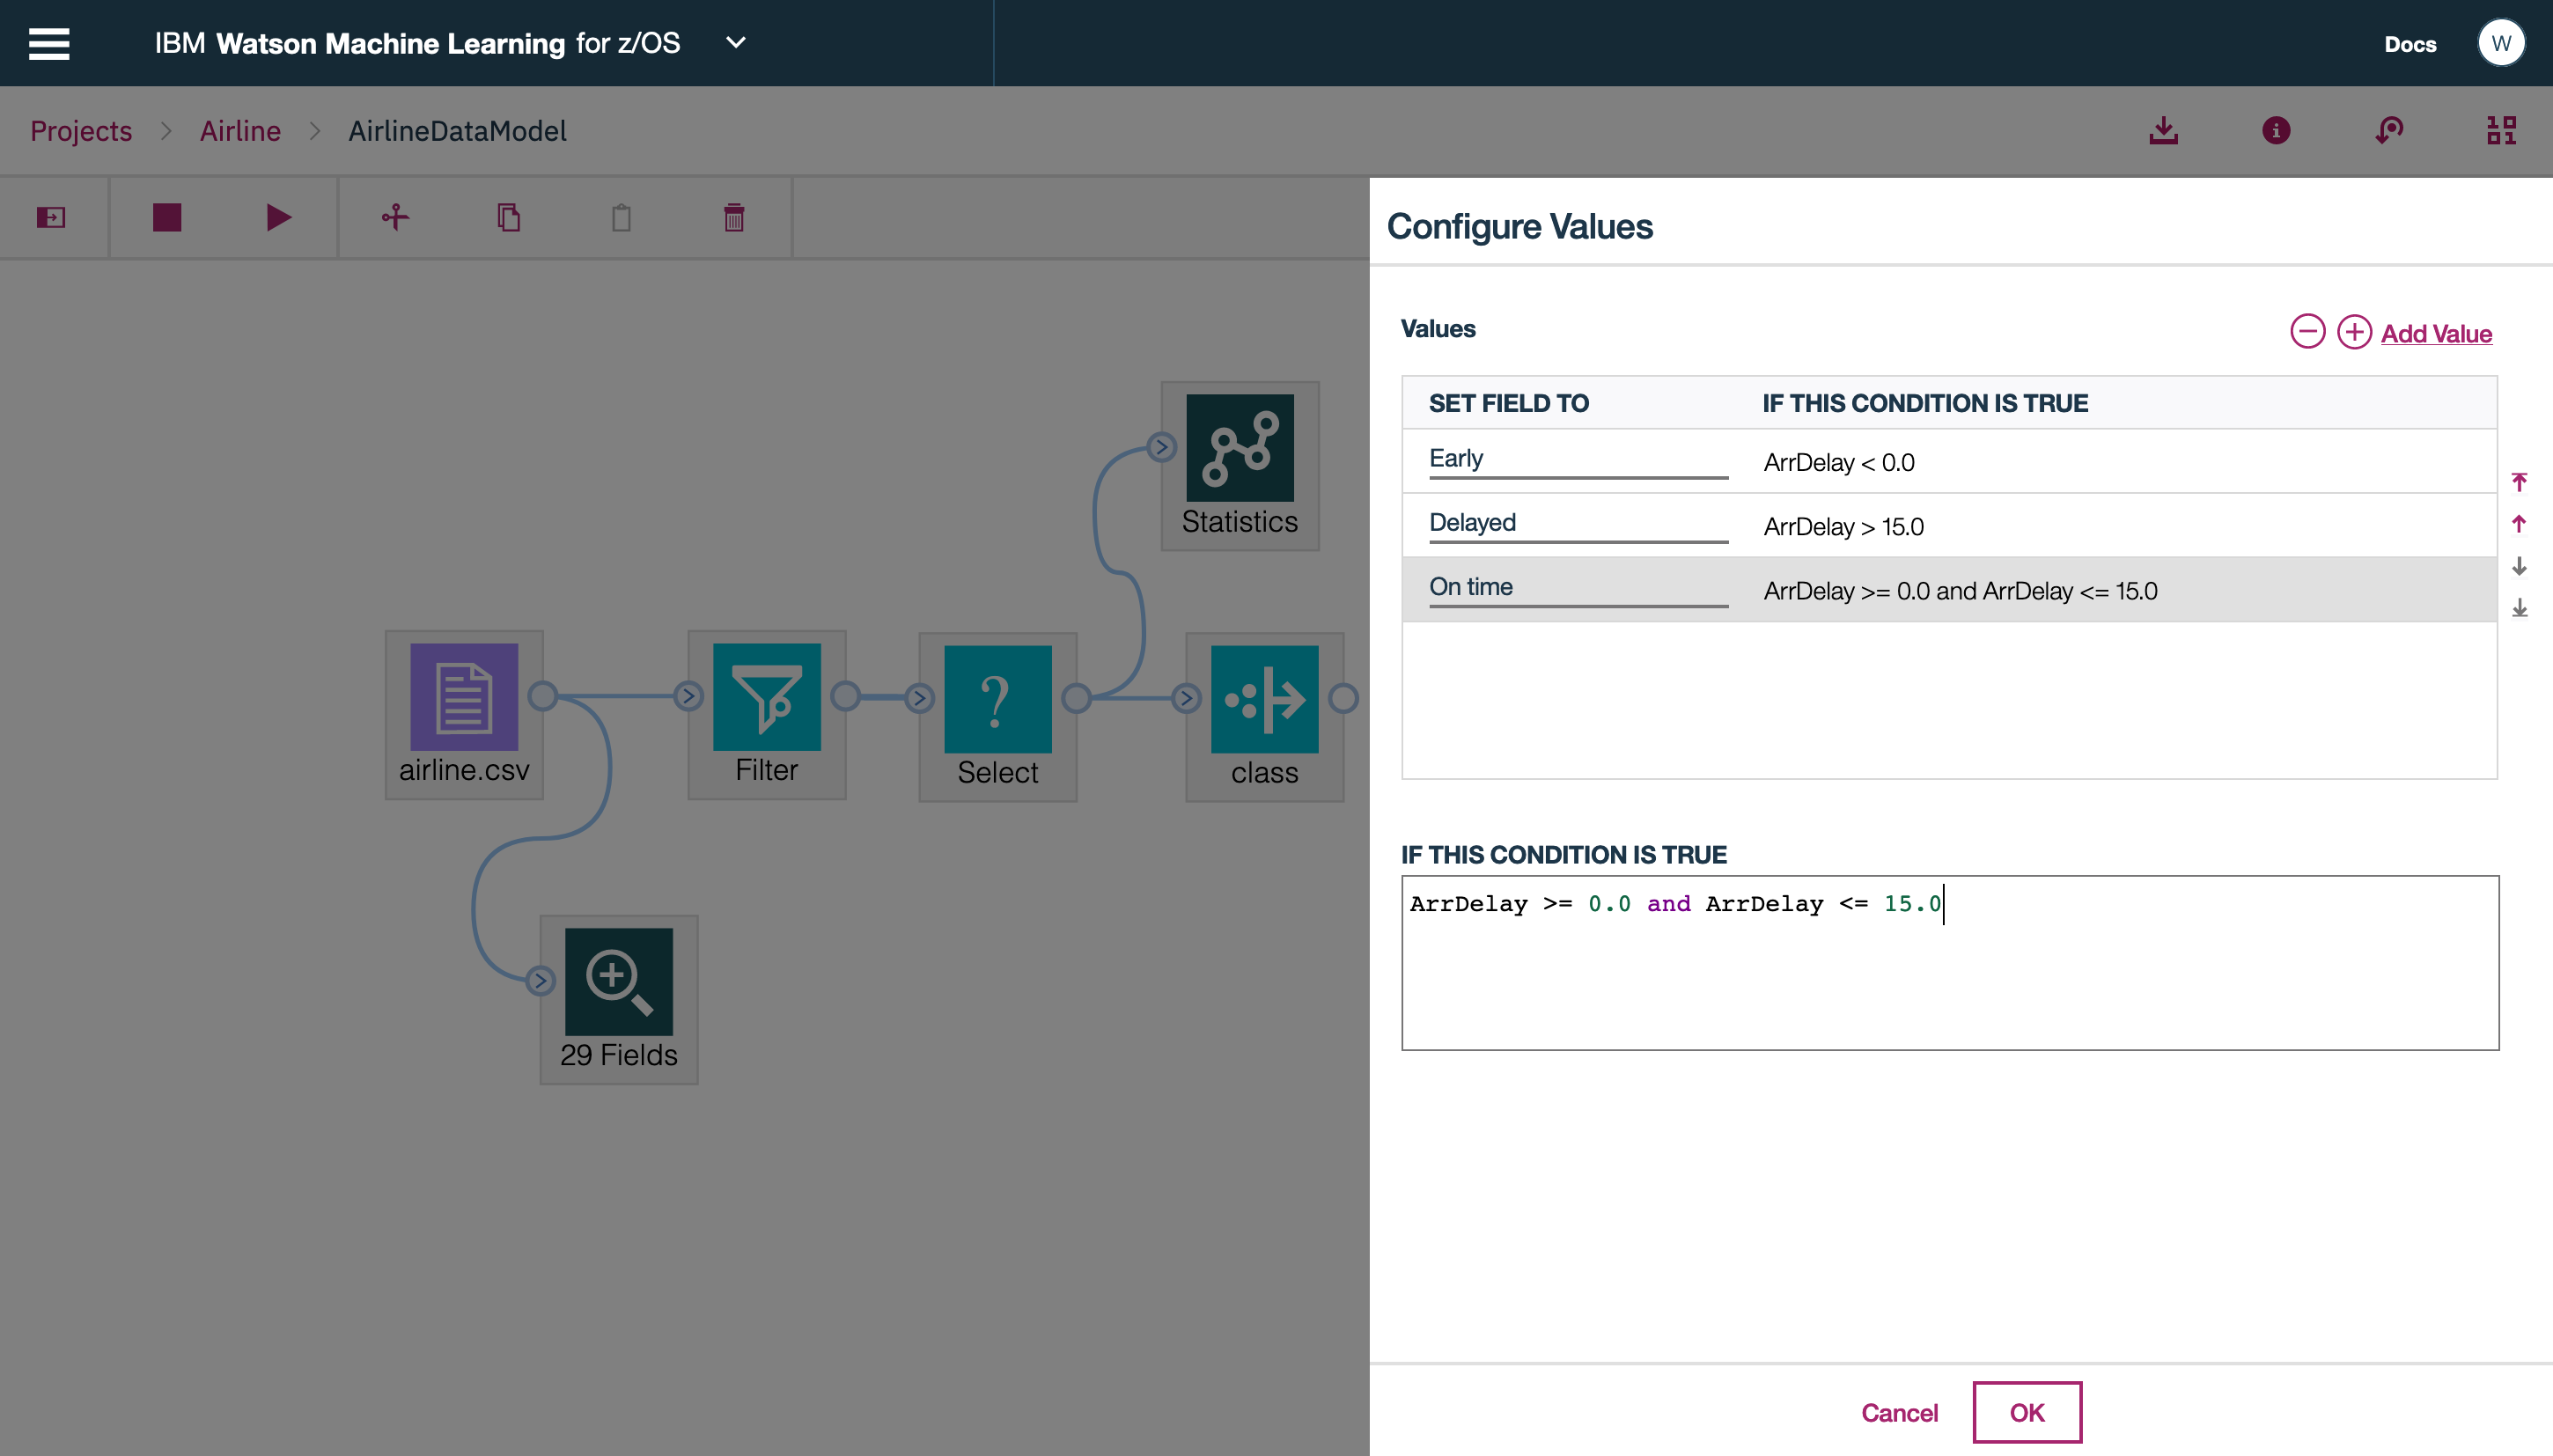 IBM Watson Machine Learning for z/OS
Docs
W
Projects > Airline > AirlineDataModel
Configure Values
Values
Add Value
SET FIELD TO IF THIS CONDITION IS TRUE
Early ArrDelay < 0.0
Delayed ArrDelay > 15.0
On time ArrDelay >= 0.0 and ArrDelay <= 15.0
IF THIS CONDITION IS TRUE
ArrDelay >= 0.0 and ArrDelay <= 15.0
Statistics
airline.csv
Filter
?
Select
class
29 Fields
Cancel
OK